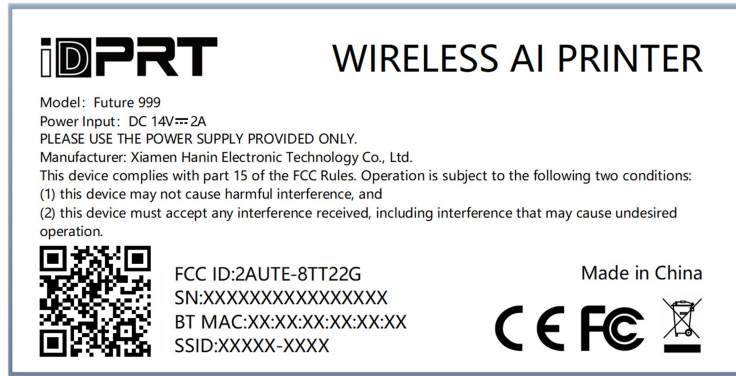 iDPRT
WIRELESS AI PRINTER
Model: Future 999
Power Input: DC 14V⎓2A
PLEASE USE THE POWER SUPPLY PROVIDED ONLY.
Manufacturer: Xiamen Hanin Electronic Technology Co., Ltd.
This device complies with part 15 of the FCC Rules. Operation is subject to the following two conditions:
(1) this device may not cause harmful interference, and
(2) this device must accept any interference received, including interference that may cause undesired
operation.
FCC ID:2AUTE-8TT22G
SN:XXXXXXXXXXXXXXXX
BT MAC:XX:XX:XX:XX:XX:XX
SSID:XXXXX-XXXX
Made in China
CE FC